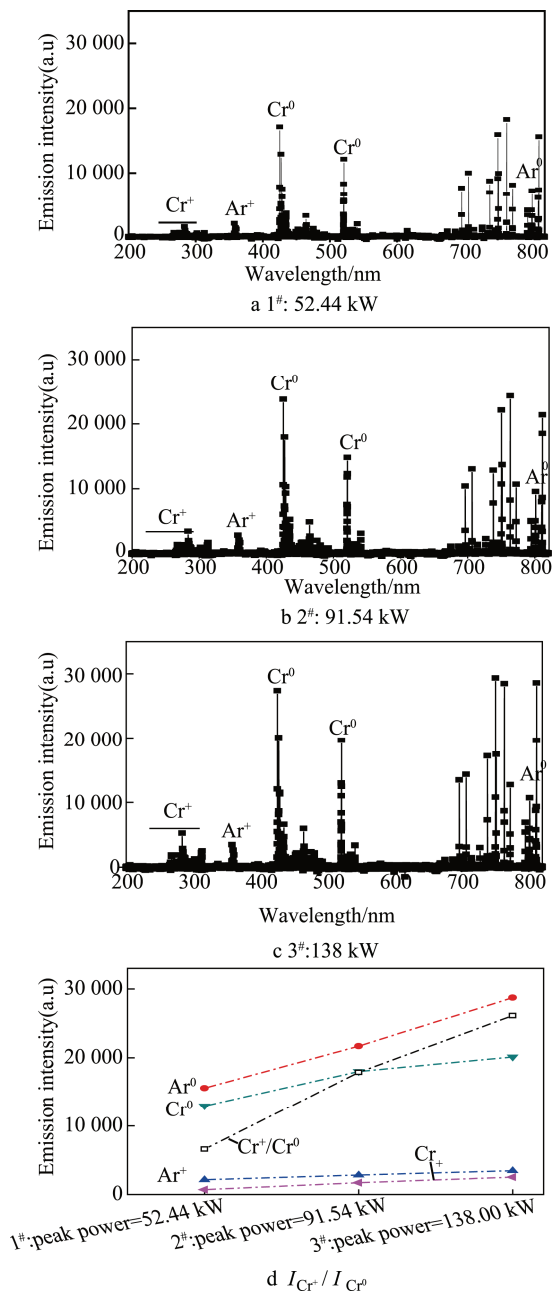 Emission intensity(a.u)
30 000
20 000
10 000
0
Cr⁺
Ar⁺
Cr⁰
Cr⁰
Ar⁰
200 300 400 500 600 700 800
Wavelength/nm
a 1#: 52.44 kW
Emission intensity(a.u)
30 000
20 000
10 000
0
Cr⁺
Ar⁺
Cr⁰
Cr⁰
Ar⁰
200 300 400 500 600 700 800
Wavelength/nm
b 2#: 91.54 kW
Emission intensity(a.u)
30 000
20 000
10 000
0
Cr⁺
Ar⁺
Cr⁰
Cr⁰
Ar⁰
200 300 400 500 600 700 800
Wavelength/nm
c 3#:138 kW
Emission intensity(a.u)
30 000
20 000
10 000
0
Ar⁰
Cr⁰
Cr⁺/Cr⁰
Ar⁺
Cr₊
1#:peak power=52.44 kW
2#:peak power=91.54 kW
3#:peak power=138.00 kW
d I Cr⁺ / I Cr⁰